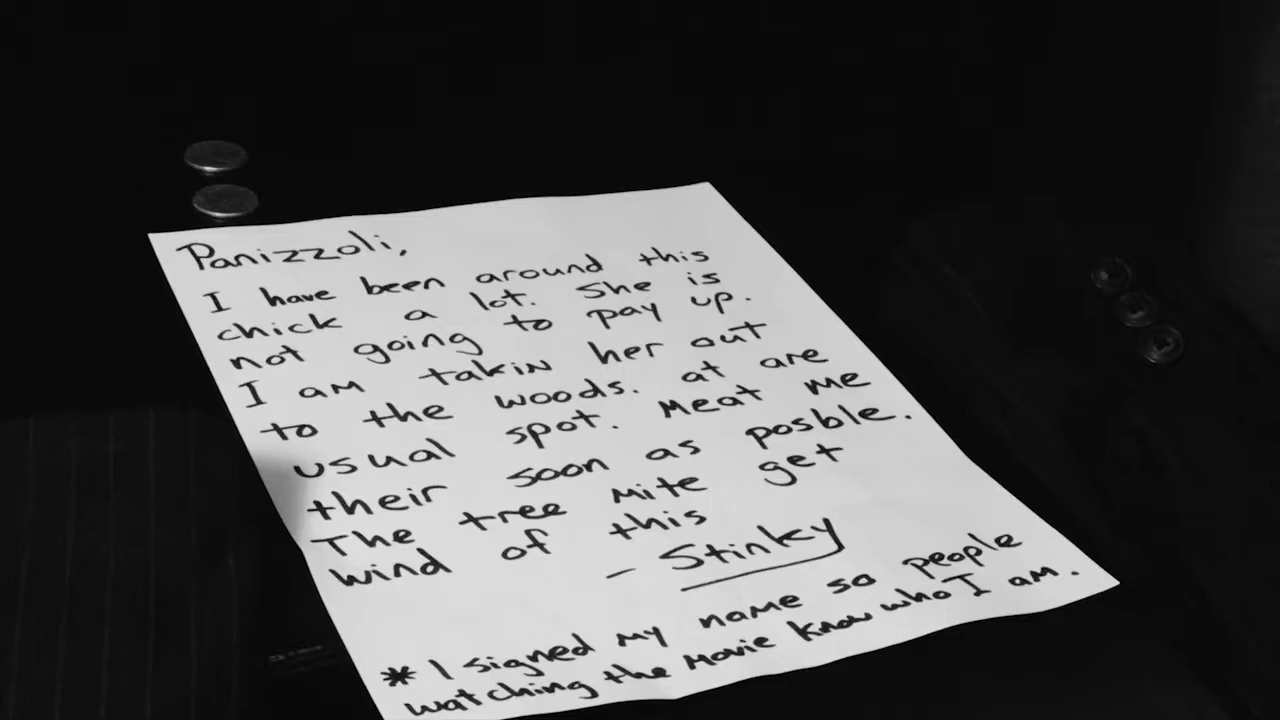 Panizzoli,
I have been around this
chick a lot. She is
not going to pay up.
I am takin her out
to the woods. at are
usual spot. Meat me
their soon as posble.
The tree mite get
wind of this
- Stinky
* I signed my name so people
watching the movie know who I am.